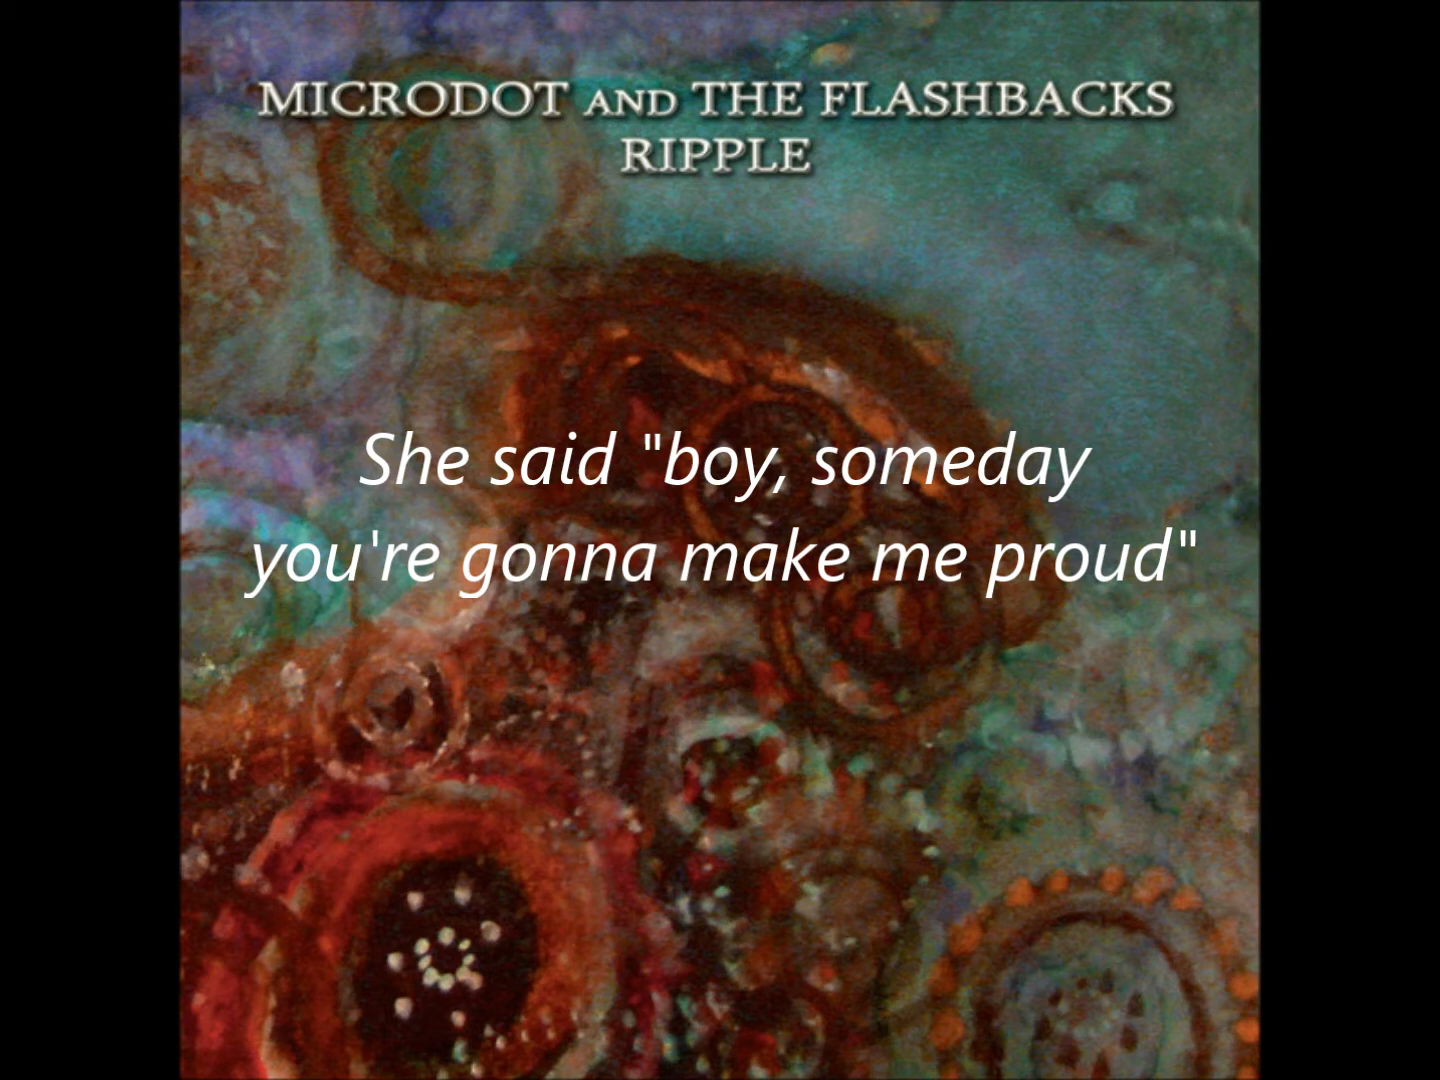 MICRODOT AND THE FLASHBACKS
RIPPLE
She said "boy, someday
you're gonna make me proud"